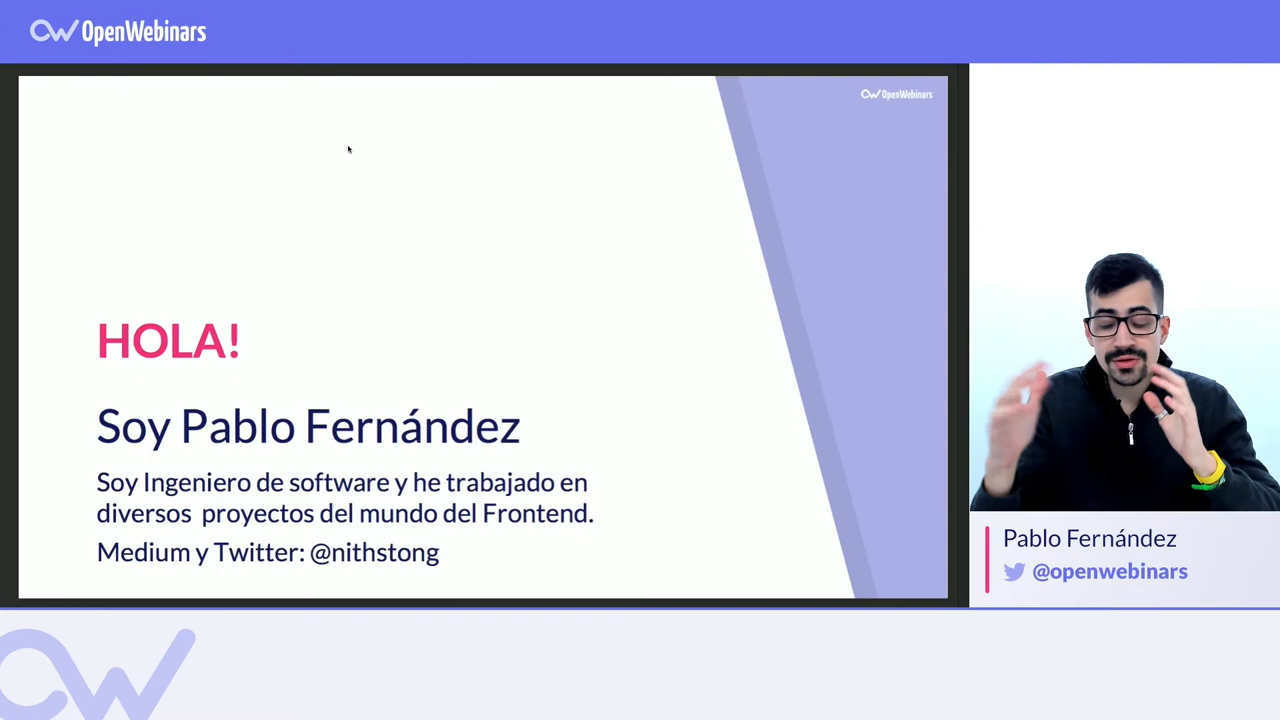 OpenWebinars
OpenWebinars
HOLA!
Soy Pablo Fernández
Soy Ingeniero de software y he trabajado en
diversos proyectos del mundo del Frontend.
Medium y Twitter: @nithstong
Pablo Fernández
@openwebinars